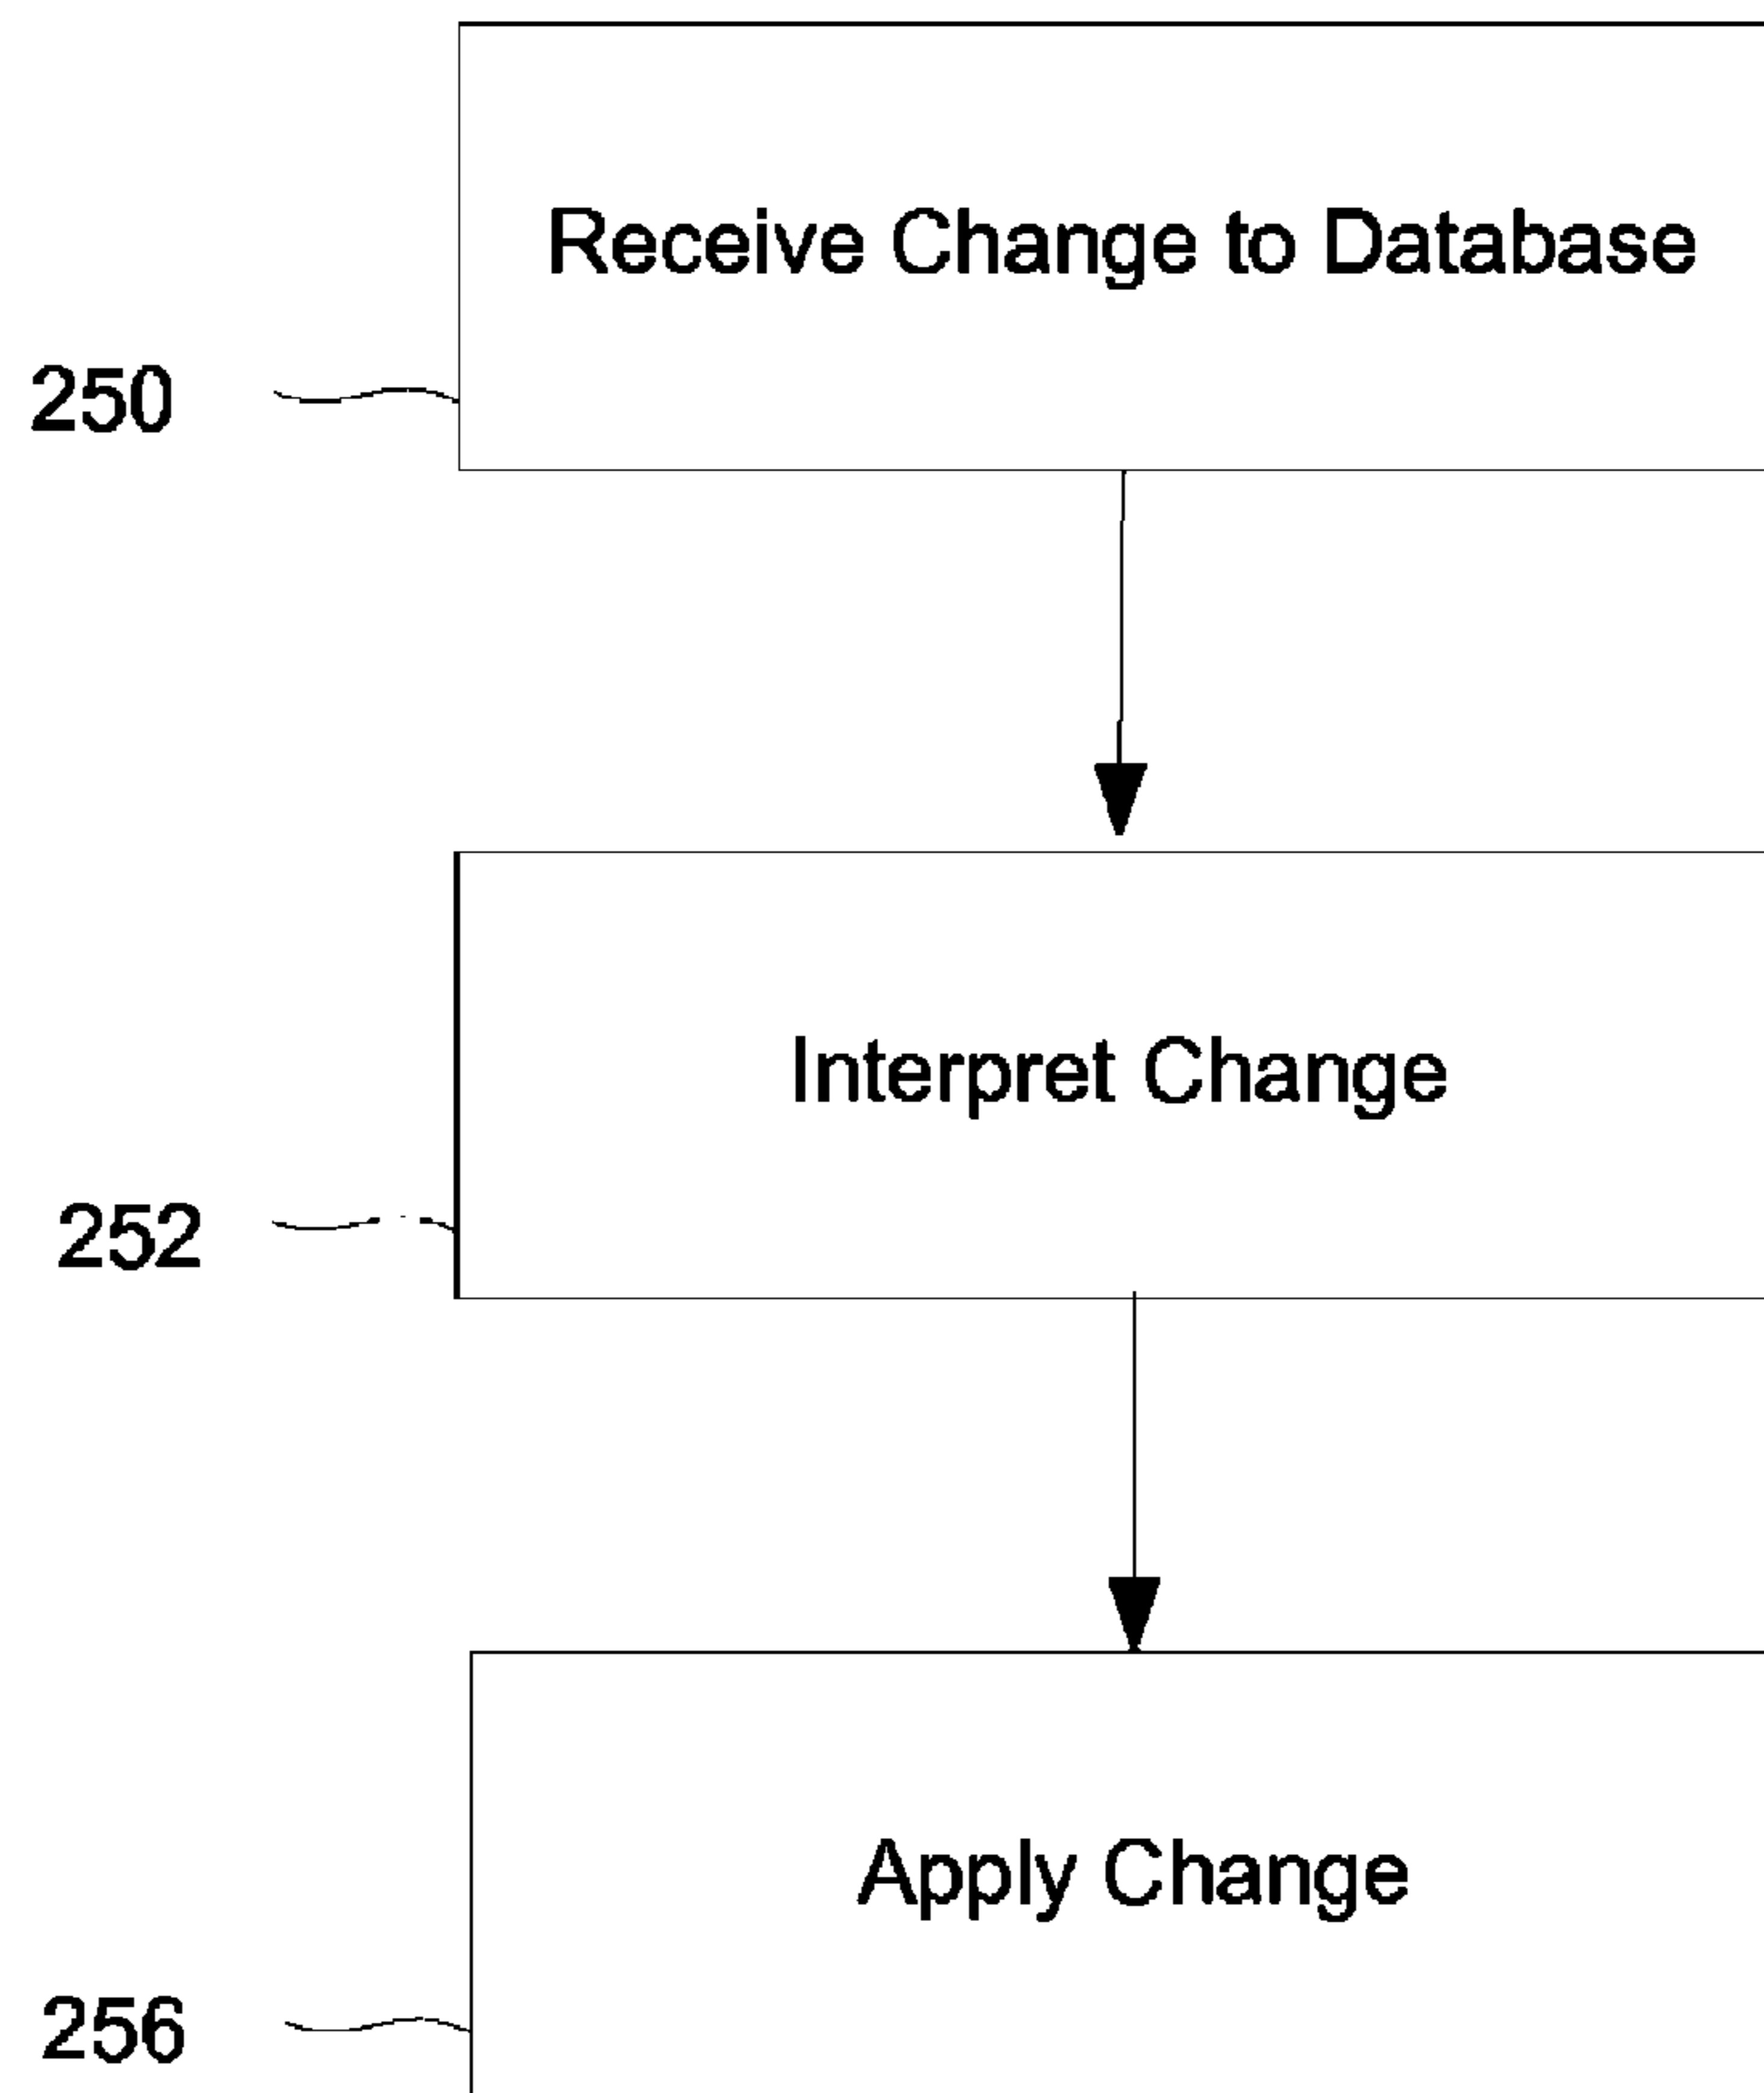 Receive Change to Database
250
Interpret Change
252
Apply Change
256